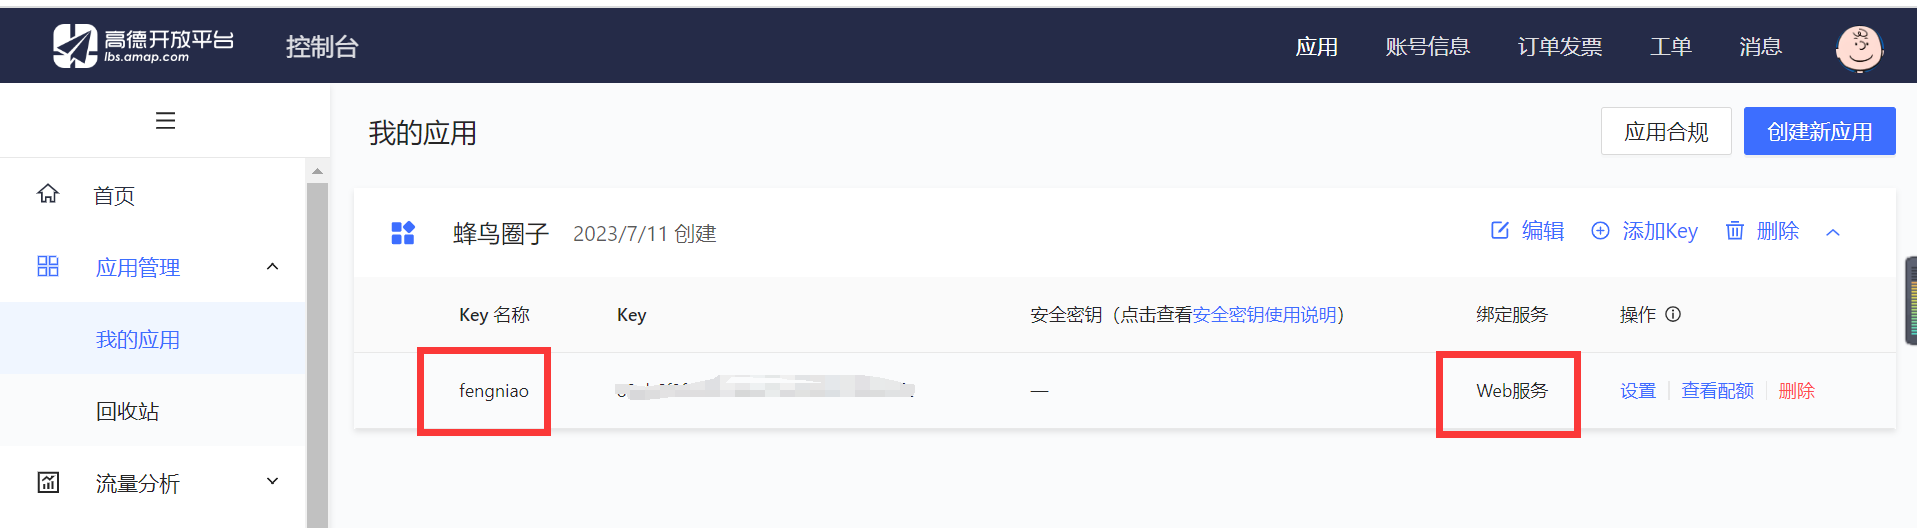 高德开放平台
lbs.amap.com
控制台
应用
账号信息
订单发票
工单
消息
首页
应用管理
我的应用
回收站
流量分析
我的应用
应用合规
创建新应用
蜂鸟圈子 2023/7/11 创建
编辑
添加Key
删除
Key 名称
Key
安全密钥（点击查看安全密钥使用说明）
绑定服务
操作
fengniao
—
Web服务
设置
查看配额
删除